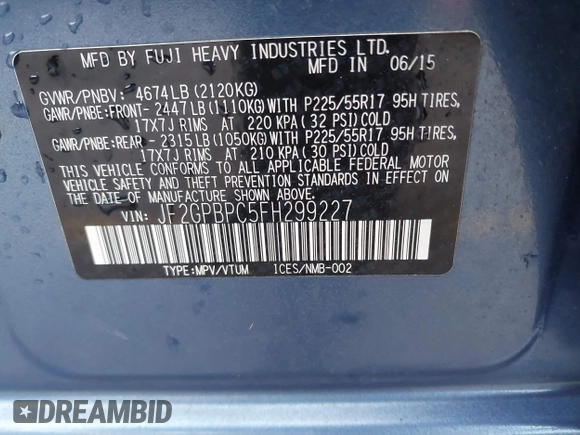 MFD BY FUJI HEAVY INDUSTRIES LTD.
MFD IN 06/15
GVWR/PNBV: 4674LB(2120KG)
GAWR/PNBE:FRONT- 2447LB(1110KG)WITH P225/55R17 95H TIRES,
17X7J RIMS AT 220 KPA(32 PSI)COLD
GAWR/PNBE:REAR - 2315LB(1050KG)WITH P225/55R17 95H TIRES,
17X7J RIMS AT 210 KPA(30 PSI)COLD
THIS VEHICLE CONFORMS TO ALL APPLICABLE FEDERAL MOTOR
VEHICLE SAFETY AND THEFT PREVENTION STANDARDS IN EFFECT
ON THE DATE OF MANUFACTURE SHOWN ABOVE.
VIN: JF2GPBPC5FH299227
TYPE:MPV/VTUM ICES/NMB-002
DREAMBID